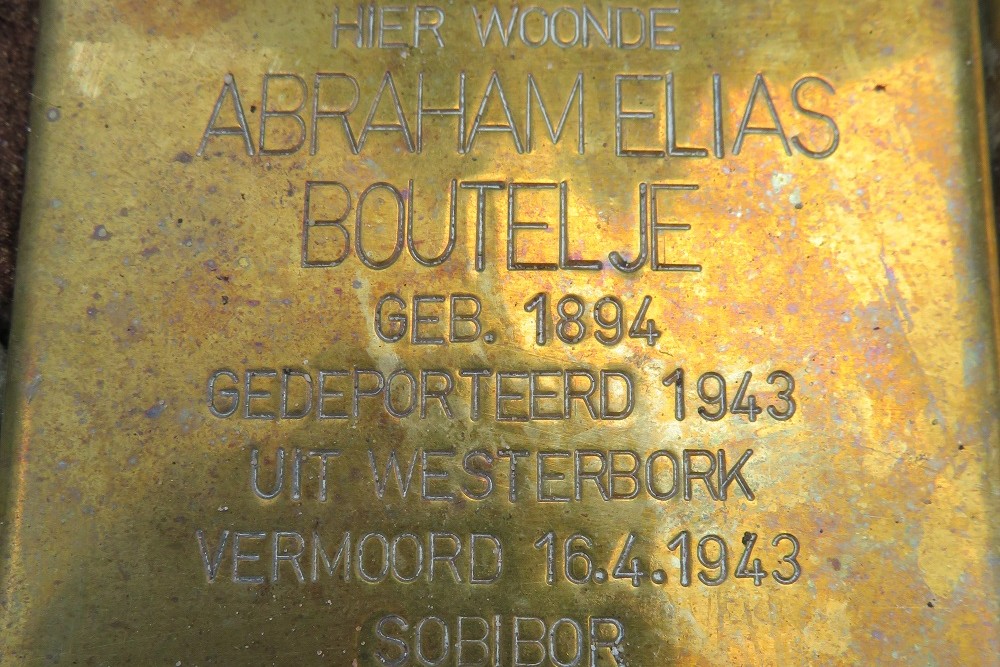 HIER WOONDE
ABRAHAM ELIAS
BOUTELJE
GEB. 1894
GEDEPORTEERD 1943
UIT WESTERBORK
VERMOORD 16.4.1943
SOBIBOR